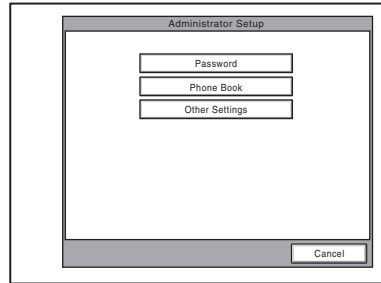 Administrator Setup
Password
Phone Book
Other Settings
Cancel